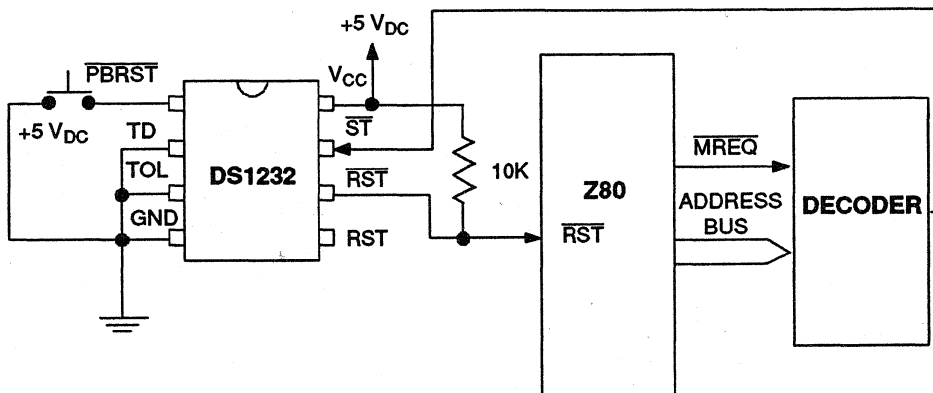 +5 VDC
PBRST
VCC
+5 VDC
TD
ST
TOL
DS1232
RST
10K
GND
RST
Z80
RST
MREQ
ADDRESS
BUS
DECODER